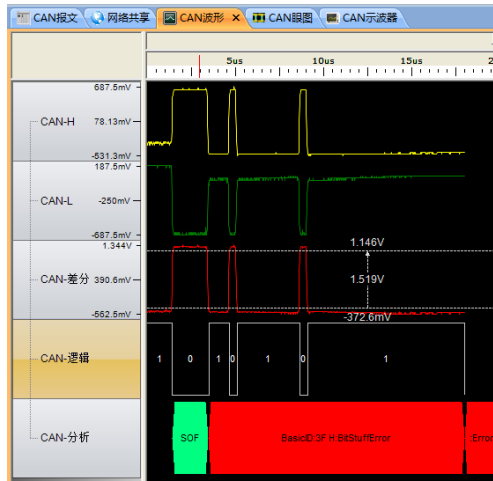 CAN报文 网络共享 CAN波形 × CAN眼图 CAN示波器
5us 10us 15us 2
687.5mV
CAN-H 78.13mV
-531.3mV
187.5mV
CAN-L -250mV
-687.5mV
1.344V
1.146V
CAN-差分 390.6mV 1.519V
-562.5mV -372.6mV
CAN-逻辑 1 0 1 0 1 0 1
CAN-分析 SOF BasicID:3F H:BitStuffError :Error